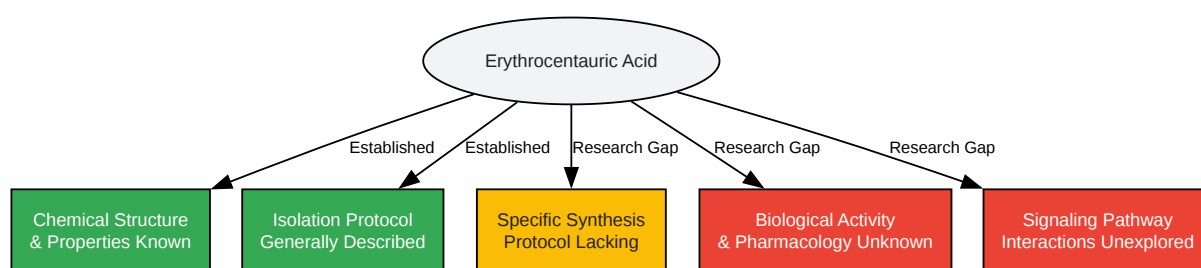 Erythrocentauric Acid
Established
Established
Research Gap
Research Gap
Research Gap
Chemical Structure
& Properties Known
Isolation Protocol
Generally Described
Specific Synthesis
Protocol Lacking
Biological Activity
& Pharmacology Unknown
Signaling Pathway
Interactions Unexplored